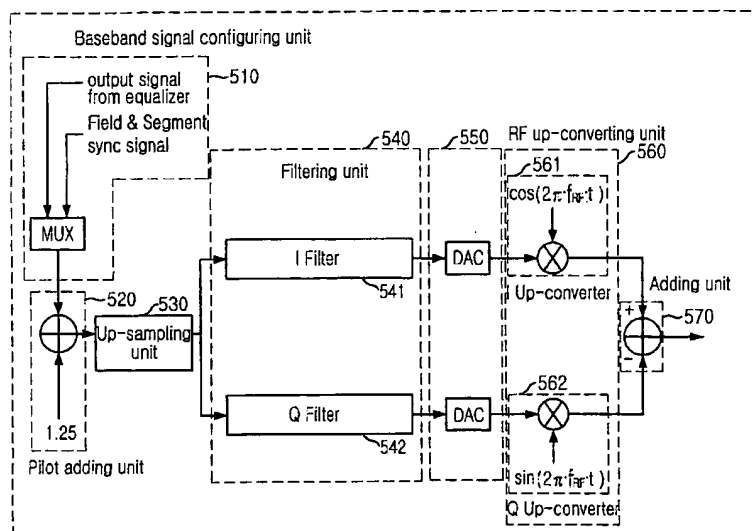 Baseband signal configuring unit
output signal
from equalizer
510
Field & Segment
sync signal
MUX
520
530
Up-sampling
unit
1.25
Pilot adding unit
540
Filtering unit
I Filter
541
Q Filter
542
550
DAC
DAC
RF up-converting unit
560
561
cos(2π·fRF·t)
Up-converter
562
sin(2π·fRF·t)
Q Up-converter
Adding unit
570
+
-